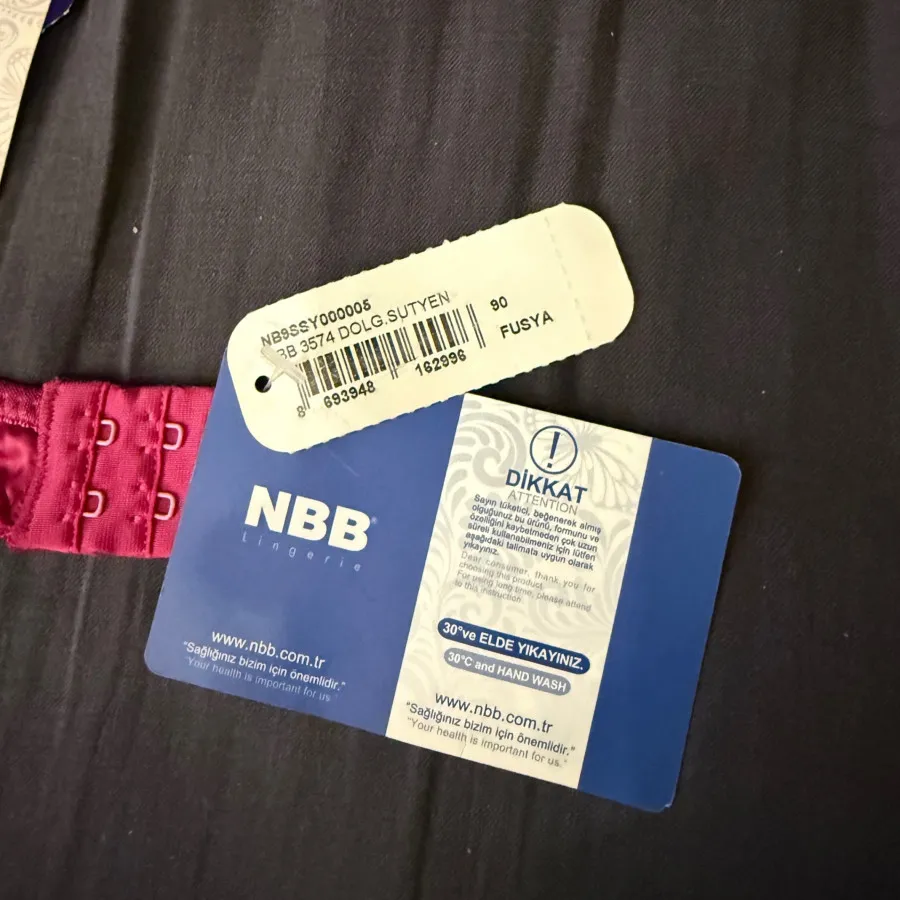 NB9SSY000005
BB 3574 DOLG.SUTYEN
90
FUSYA
8 693948 162996
NBB
Lingerie
www.nbb.com.tr
"Sağlığınız bizim için önemlidir."
"Your health is important for us."
!
DİKKAT
ATTENTION
Sayın tüketici, beğenerek almış
olduğunuz bu ürünü, formunu ve
özelliğini kaybetmeden çok uzun
süreli kullanabilmeniz için lütfen
aşağıdaki talimata uygun olarak
yıkayınız.
Dear consumer, thank you for
choosing this product.
For using long time, please attend
to this instruction.
30°ve ELDE YIKAYINIZ.
30°C and HAND WASH
www.nbb.com.tr
"Sağlığınız bizim için önemlidir."
"Your health is important for us."